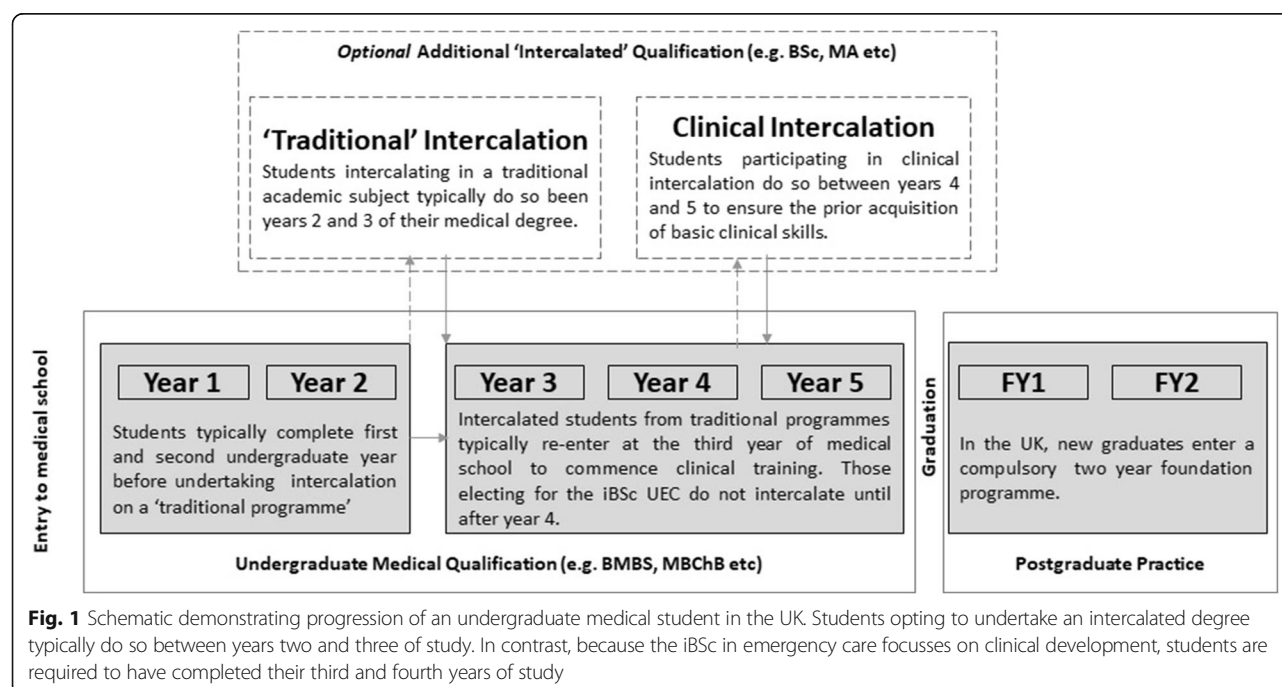 Optional Additional ‘Intercalated’ Qualification (e.g. BSc, MA etc)
‘Traditional’ Intercalation
Students intercalating in a traditional
academic subject typically do so been
years 2 and 3 of their medical degree.
Clinical Intercalation
Students participating in clinical
intercalation do so between years 4
and 5 to ensure the prior acquisition
of basic clinical skills.
Entry to medical school
Year 1
Year 2
Students typically complete first
and second undergraduate year
before undertaking intercalation
on a ‘traditional programme’
Year 3
Year 4
Year 5
Intercalated students from traditional programmes
typically re-enter at the third year of medical
school to commence clinical training. Those
electing for the iBSc UEC do not intercalate until
after year 4.
Undergraduate Medical Qualification (e.g. BMBS, MBChB etc)
Graduation
FY1
FY2
In the UK, new graduates enter a
compulsory two year foundation
programme.
Postgraduate Practice
Fig. 1 Schematic demonstrating progression of an undergraduate medical student in the UK. Students opting to undertake an intercalated degree
typically do so between years two and three of study. In contrast, because the iBSc in emergency care focusses on clinical development, students are
required to have completed their third and fourth years of study